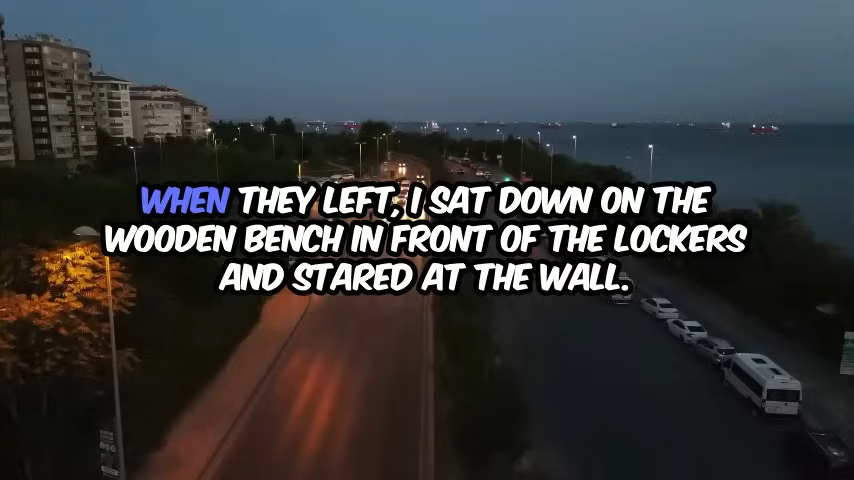 WHEN THEY LEFT, I SAT DOWN ON THE
WOODEN BENCH IN FRONT OF THE LOCKERS
AND STARED AT THE WALL.